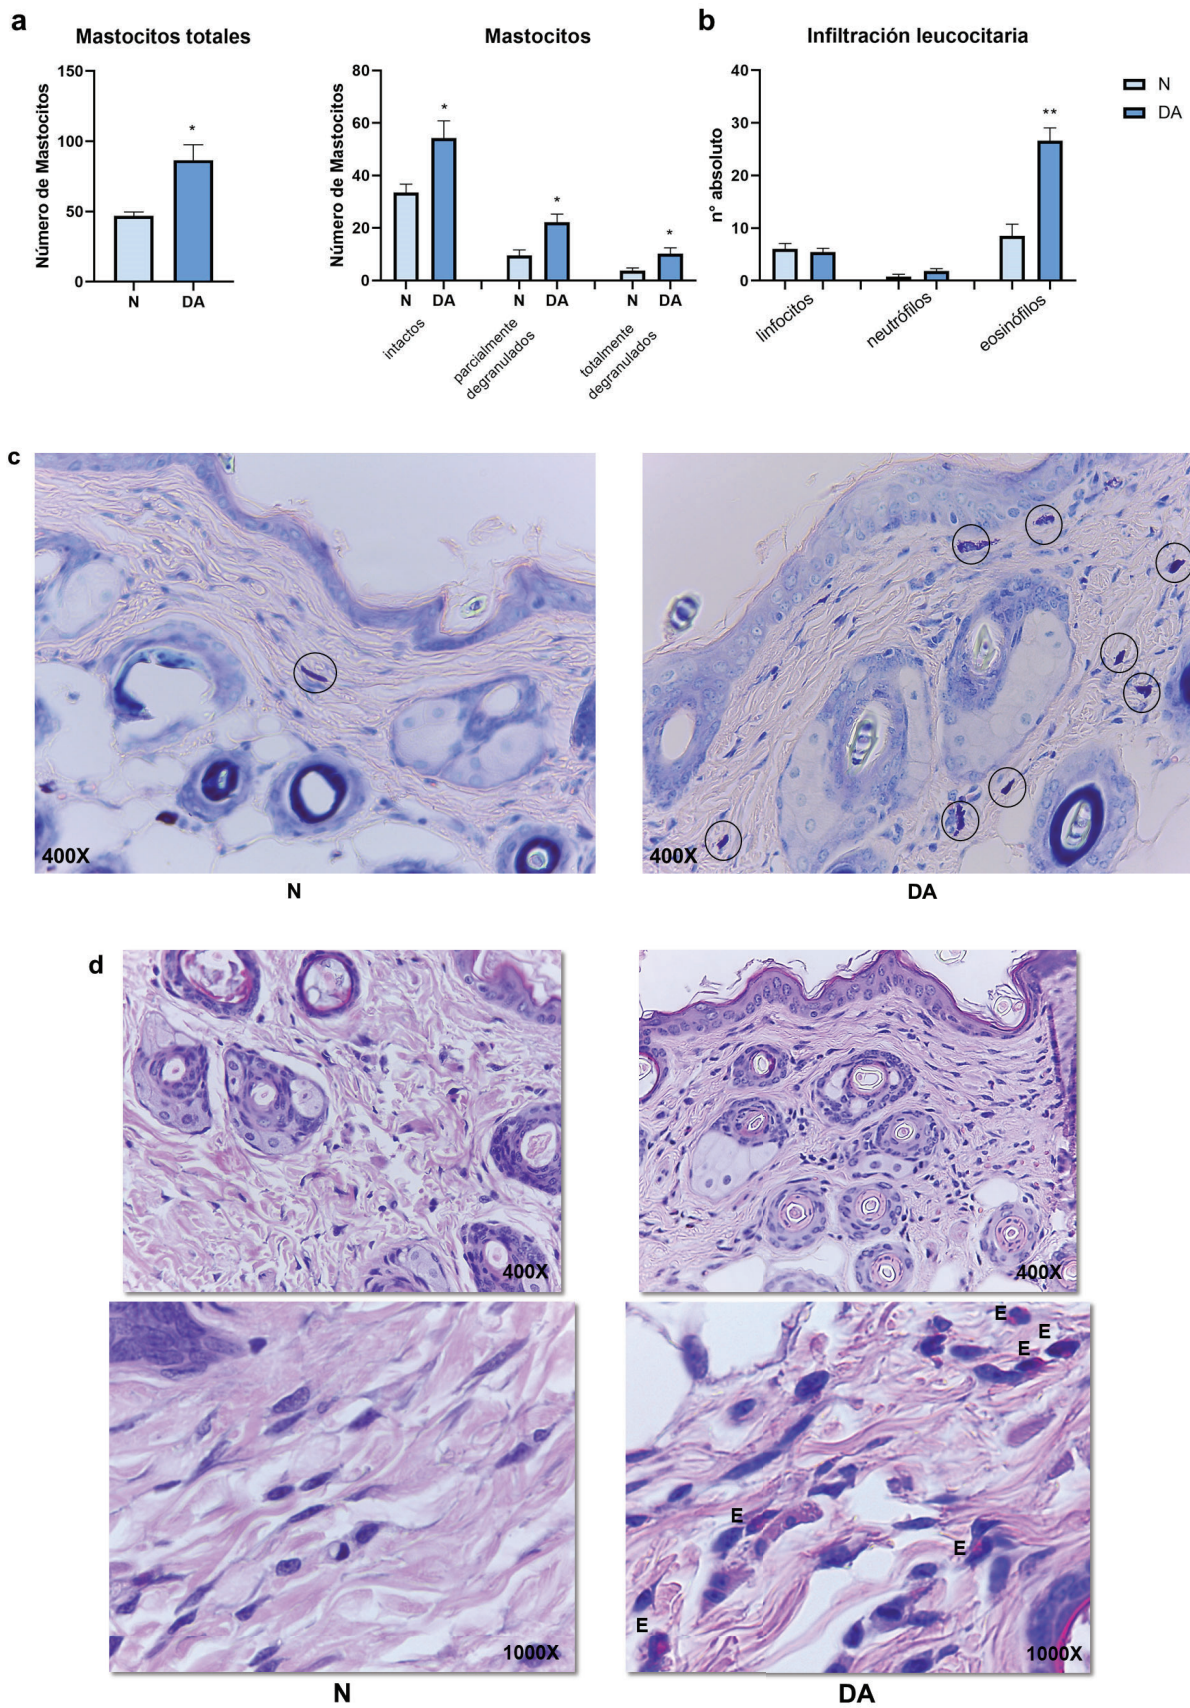 a
Mastocitos totales
Número de Mastocitos
150
100
50
0
*
N
DA
Mastocitos
Número de Mastocitos
80
60
40
20
0
*
*
*
N
DA
N
DA
N
DA
intactos
parcialmente
degranulados
totalmente
degranulados
b
Infiltración leucocitaria
n° absoluto
40
30
20
10
0
**
linfocitos
neutrófilos
eosinófilos
N
DA
c
400X
400X
N
DA
d
400X
400X
E
E
E
E
E
E
1000X
1000X
N
DA